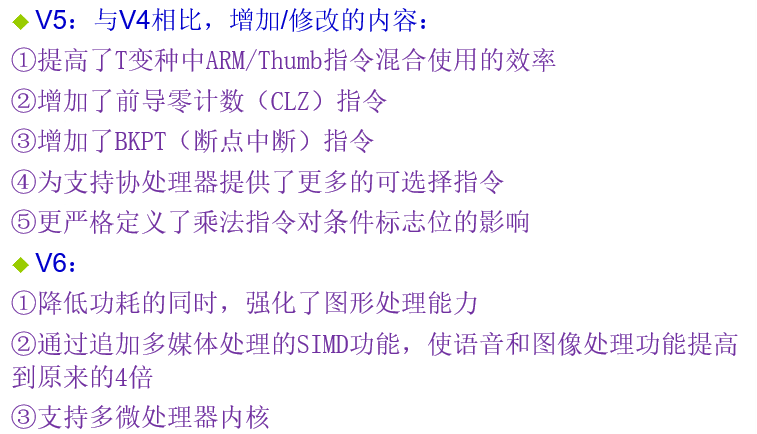 ◆ V5：与V4相比，增加/修改的内容：
①提高了T变种中ARM/Thumb指令混合使用的效率
②增加了前导零计数（CLZ）指令
③增加了BKPT（断点中断）指令
④为支持协处理器提供了更多的可选择指令
⑤更严格定义了乘法指令对条件标志位的影响
◆ V6：
①降低功耗的同时，强化了图形处理能力
②通过追加多媒体处理的SIMD功能，使语音和图像处理功能提高
到原来的4倍
③支持多微处理器内核